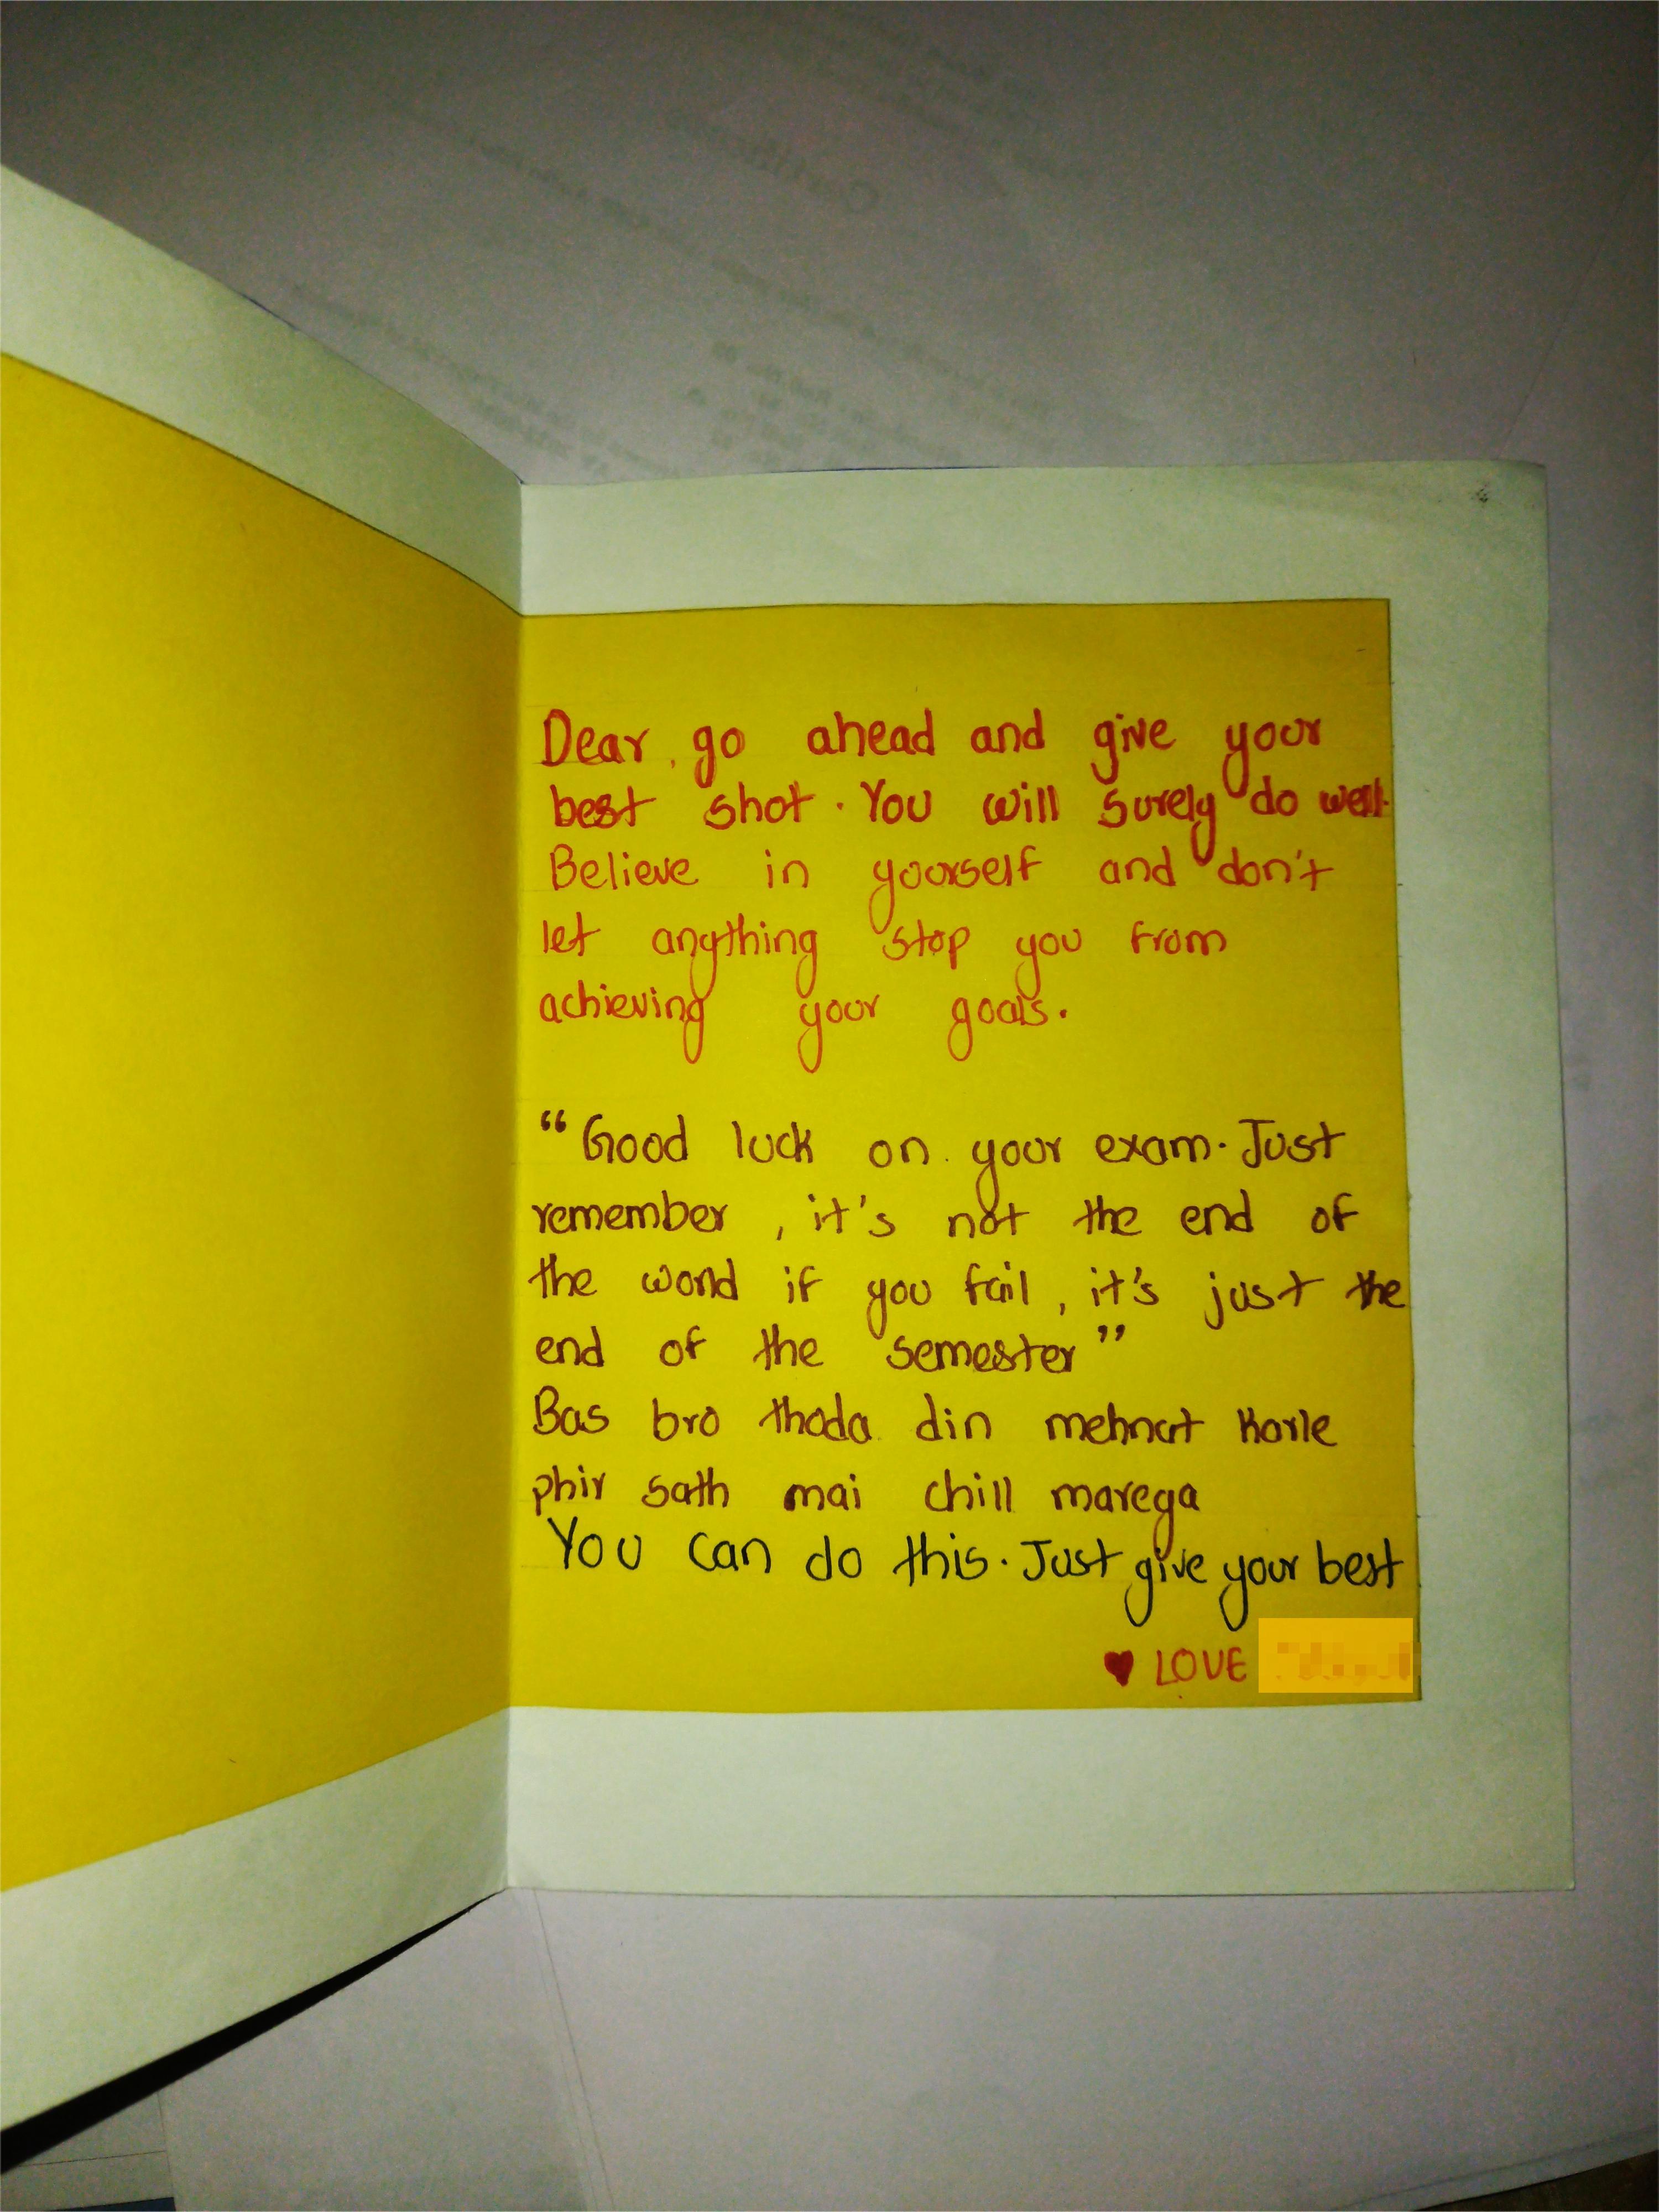 Dear, go ahead and give your
best shot. You will surely do well.
Believe in yourself and don't
let anything stop you from
achieving your goals.
“Good luck on your exam. Just
remember, it's not the end of
the world if you fail, it's just the
end of the semester”
Bas bro thoda din mehnat Karle
phir sath mai chill marega
You can do this. Just give your best
♥ LOVE